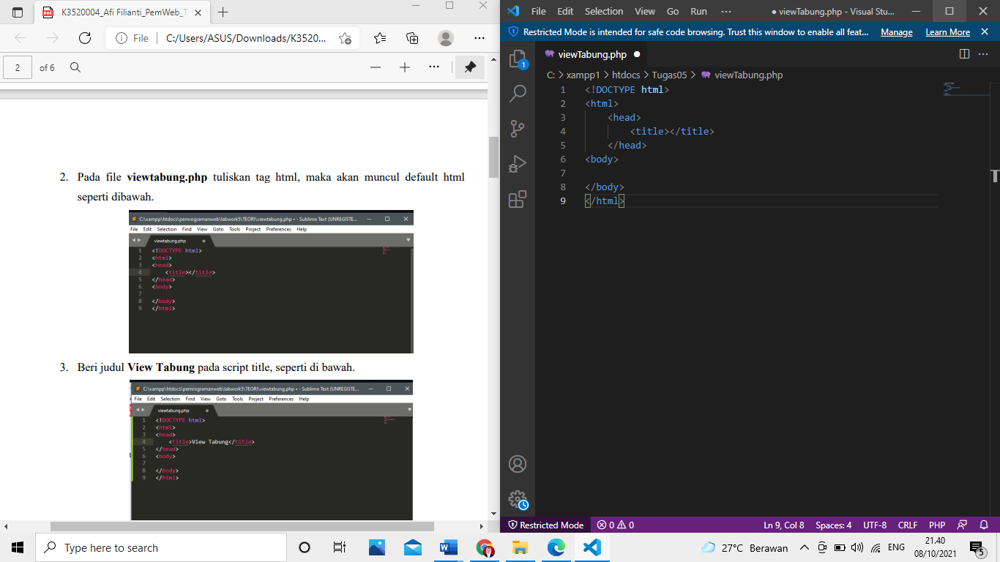 K3520004_Afi Filianti_PemWeb_T
File
C:/Users/ASUS/Downloads/K3520...
2 of 6
2. Pada file viewtabung.php tuliskan tag html, maka akan muncul default html
seperti dibawah.
C:\xampp\htdocs\pemrogramanweb\labwork5\TEORI\viewtabung.php • - Sublime Text (UNREGISTE...
File Edit Selection Find View Goto Tools Project Preferences Help
viewtabung.php
1 <!DOCTYPE html>
2 <html>
3 <head>
4 <title></title>
5 </head>
6 <body>
7
8 </body>
9 </html>
3. Beri judul View Tabung pada script title, seperti di bawah.
C:\xampp\htdocs\pemrogramanweb\labwork5\TEORI\viewtabung.php • - Sublime Text (UNREGISTE...
File Edit Selection Find View Goto Tools Project Preferences Help
viewtabung.php
1 <!DOCTYPE html>
2 <html>
3 <head>
4 <title>View Tabung</title>
5 </head>
6 <body>
7
8 </body>
9 </html>
File Edit Selection View Go Run ··· ● viewTabung.php - Visual Stu...
Restricted Mode is intended for safe code browsing. Trust this window to enable all feat... Manage Learn More
1
viewTabung.php
C: > xampp1 > htdocs > Tugas05 > viewTabung.php
1 <!DOCTYPE html>
2 <html>
3 <head>
4 <title></title>
5 </head>
6 <body>
7
8 </body>
9 </html>
Restricted Mode 0 0 Ln 9, Col 8 Spaces: 4 UTF-8 CRLF PHP
Type here to search
27°C Berawan
ENG
21.40
08/10/2021
5